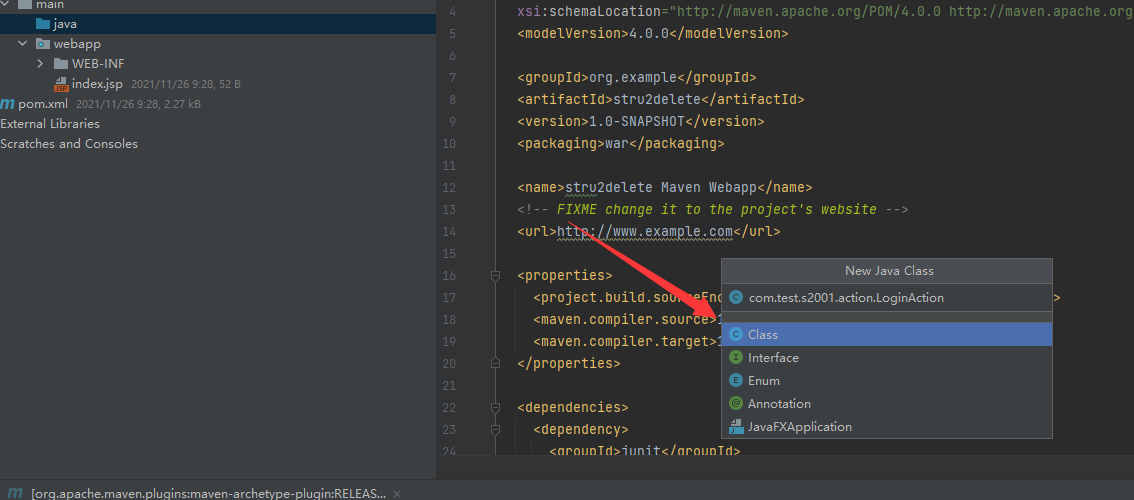 main
java
webapp
WEB-INF
index.jsp 2021/11/26 9:28, 52 B
pom.xml 2021/11/26 9:28, 2.27 kB
External Libraries
Scratches and Consoles
4 xsi:schemaLocation="http://maven.apache.org/POM/4.0.0 http://maven.apache.org
5 <modelVersion>4.0.0</modelVersion>
6
7 <groupId>org.example</groupId>
8 <artifactId>stru2delete</artifactId>
9 <version>1.0-SNAPSHOT</version>
10 <packaging>war</packaging>
11
12 <name>stru2delete Maven Webapp</name>
13 <!-- FIXME change it to the project's website -->
14 <url>http://www.example.com</url>
15
16 <properties>
17 <project.build.sourceEnc >
18 <maven.compiler.source>1
19 <maven.compiler.target>1
20 </properties>
21
22 <dependencies>
23 <dependency>
24 <groupId>junit</groupId>
New Java Class
C com.test.s2001.action.LoginAction
C Class
I Interface
E Enum
@ Annotation
JavaFXApplication
[org.apache.maven.plugins:maven-archetype-plugin:RELEAS...